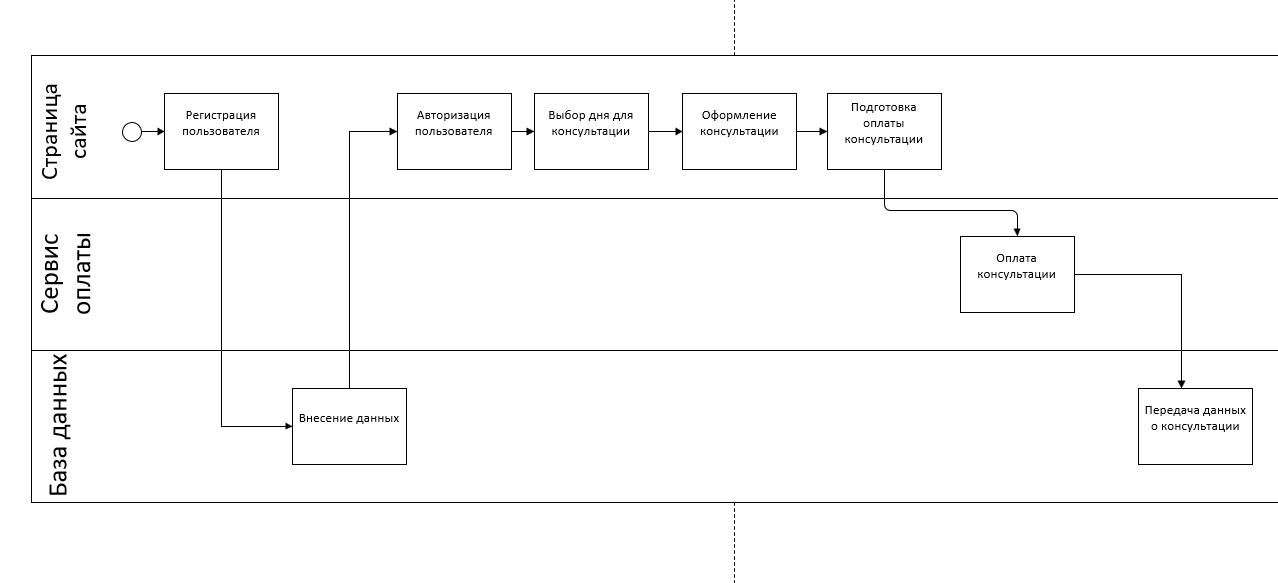 Страница
сайта
Регистрация
пользователя
Авторизация
пользователя
Выбор дня для
консультации
Оформление
консультации
Подготовка
оплаты
консультации
Сервис
оплаты
Оплата
консультации
База данных
Внесение данных
Передача данных
о консультации